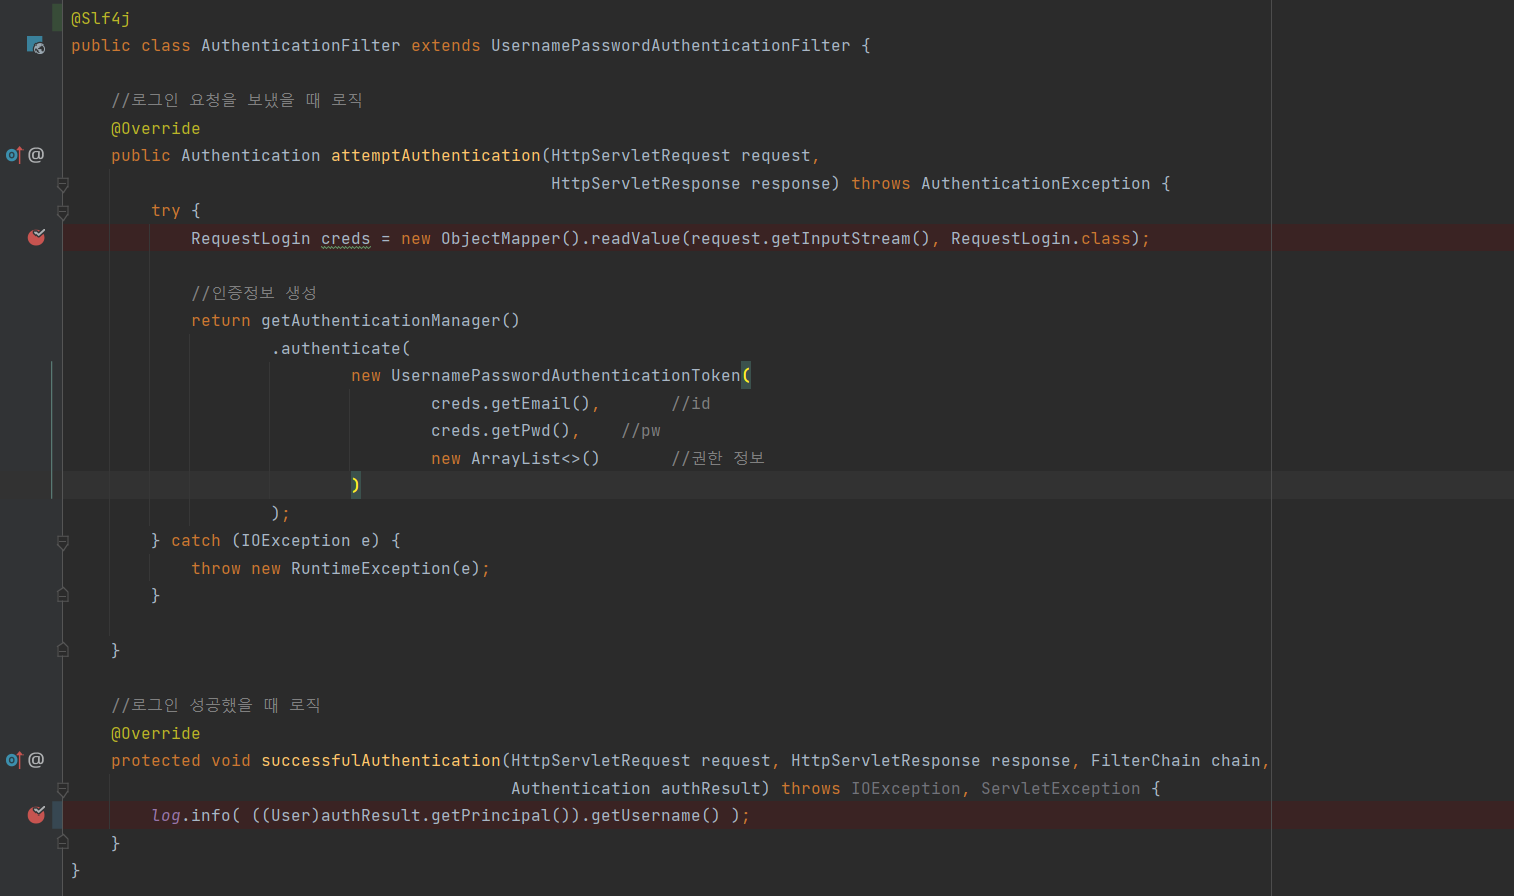 @Slf4j
public class AuthenticationFilter extends UsernamePasswordAuthenticationFilter {
//로그인 요청을 보냈을 때 로직
@Override
public Authentication attemptAuthentication(HttpServletRequest request,
HttpServletResponse response) throws AuthenticationException {
try {
RequestLogin creds = new ObjectMapper().readValue(request.getInputStream(), RequestLogin.class);
//인증정보 생성
return getAuthenticationManager()
.authenticate(
new UsernamePasswordAuthenticationToken(
creds.getEmail(), //id
creds.getPwd(), //pw
new ArrayList<>() //권한 정보
)
);
} catch (IOException e) {
throw new RuntimeException(e);
}
}
//로그인 성공했을 때 로직
@Override
protected void successfulAuthentication(HttpServletRequest request, HttpServletResponse response, FilterChain chain,
Authentication authResult) throws IOException, ServletException {
log.info( ((User)authResult.getPrincipal()).getUsername() );
}
}